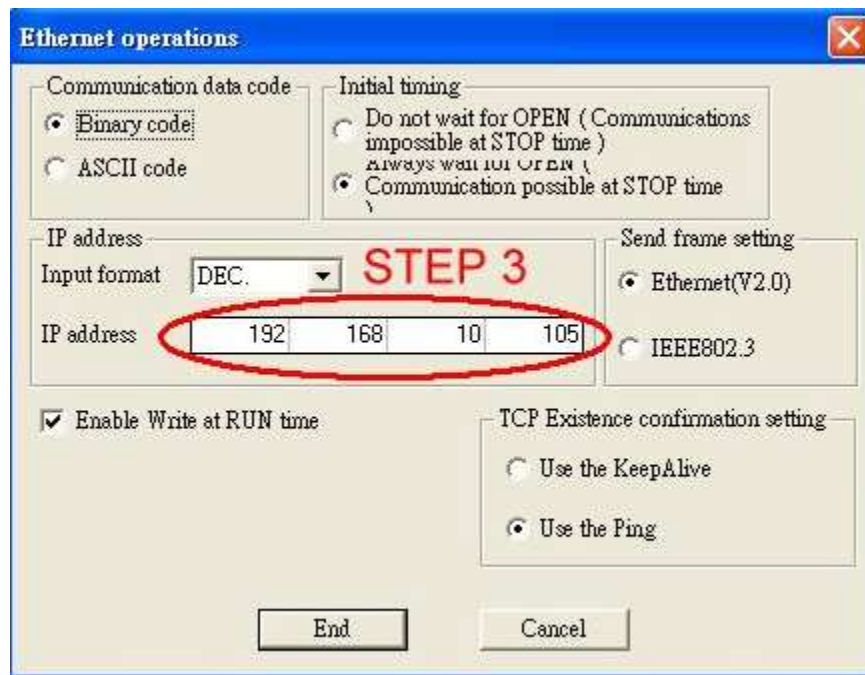 Ethernet operations
Communication data code
Binary code
ASCII code
Initial timing
Do not wait for OPEN ( Communications
impossible at STOP time )
Always wait for OPEN (
Communication possible at STOP time
)
IP address
Input format DEC.
STEP 3
IP address 192 168 10 105
Send frame setting
Ethernet(V2.0)
IEEE802.3
Enable Write at RUN time
TCP Existence confirmation setting
Use the KeepAlive
Use the Ping
End
Cancel